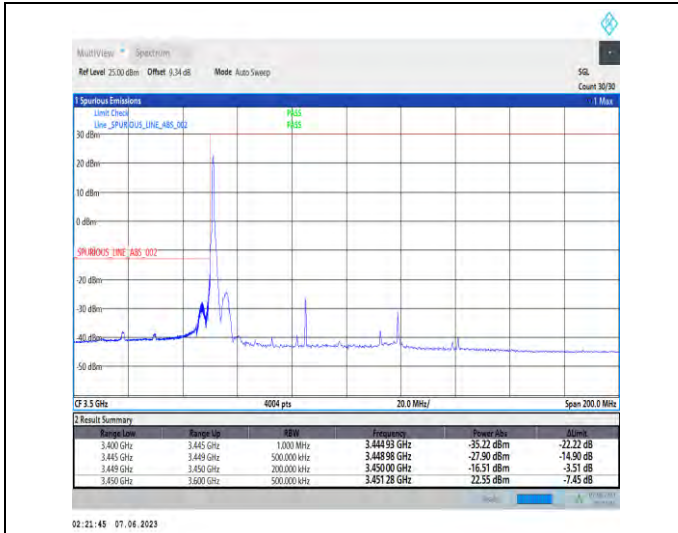 MultiView Spectrum
Ref Level 25.00 dBm Offset 9.34 dB Mode Auto Sweep SGL
Count 30/30
1 Spurious Emissions 1 Max
Limit Check PASS
Line _SPURIOUS_LINE_ABS_002 PASS
30 dBm
20 dBm
10 dBm
0 dBm
_SPURIOUS_LINE_ABS_002
-20 dBm
-30 dBm
-40 dBm
-50 dBm
CF 3.5 GHz 4004 pts 20.0 MHz/ Span 200.0 MHz
2 Result Summary
Range Low Range Up RBW Frequency Power Abs ΔLimit
3.400 GHz 3.445 GHz 1.000 MHz 3.444 93 GHz -35.22 dBm -22.22 dB
3.445 GHz 3.449 GHz 500.000 kHz 3.448 98 GHz -27.90 dBm -14.90 dB
3.449 GHz 3.450 GHz 200.000 kHz 3.450 00 GHz -16.51 dBm -3.51 dB
3.450 GHz 3.600 GHz 500.000 kHz 3.451 28 GHz 22.55 dBm -7.45 dB
02:21:45 07.06.2023